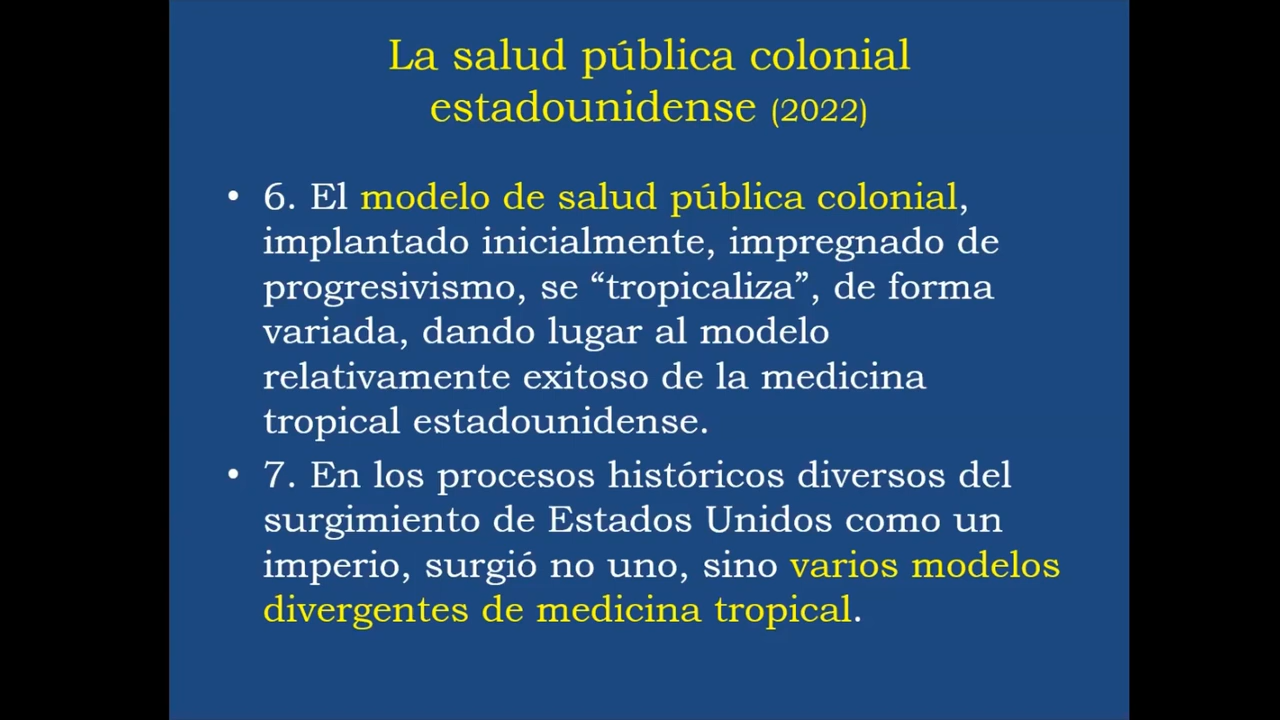 La salud pública colonial
estadounidense (2022)
• 6. El modelo de salud pública colonial,
implantado inicialmente, impregnado de
progresivismo, se “tropicaliza”, de forma
variada, dando lugar al modelo
relativamente exitoso de la medicina
tropical estadounidense.
• 7. En los procesos históricos diversos del
surgimiento de Estados Unidos como un
imperio, surgió no uno, sino varios modelos
divergentes de medicina tropical.